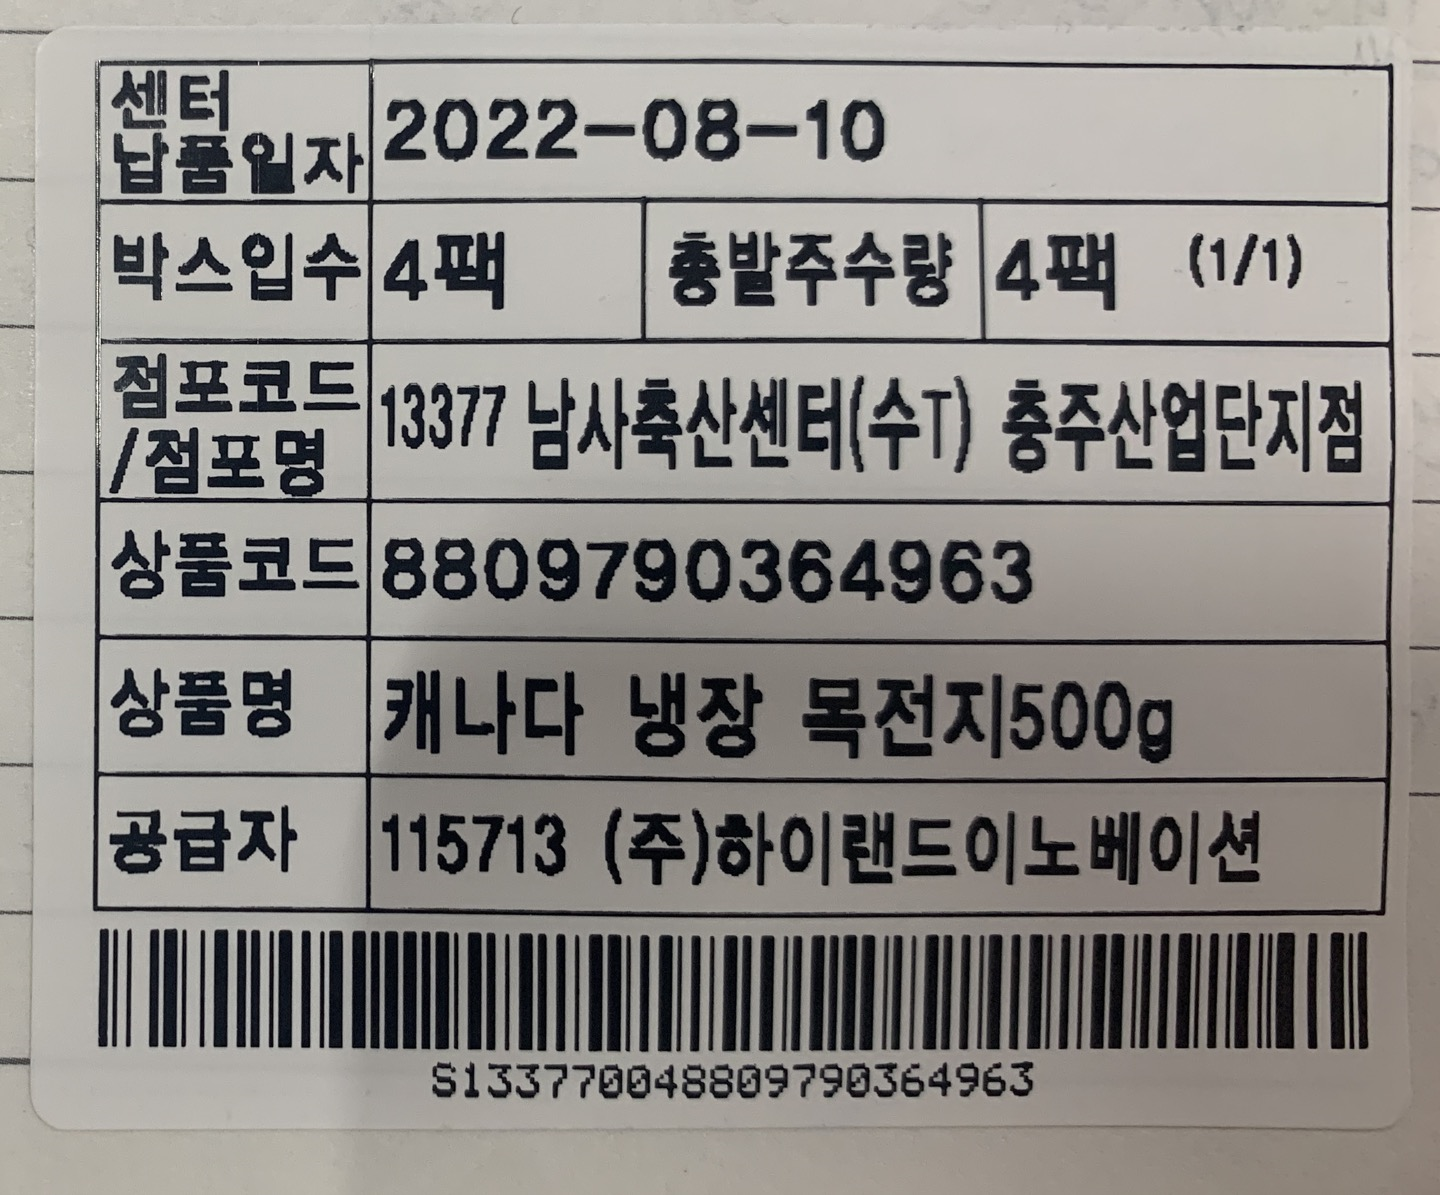 센터
납품일자 2022-08-10
박스입수 4팩 총발주수량 4팩 (1/1)
점포코드
/점포명 13377 남사축산센터(수T) 충주산업단지점
상품코드 8809790364963
상품명 캐나다 냉장 목전지500g
공급자 115713 (주)하이랜드이노베이션
S133770048809790364963